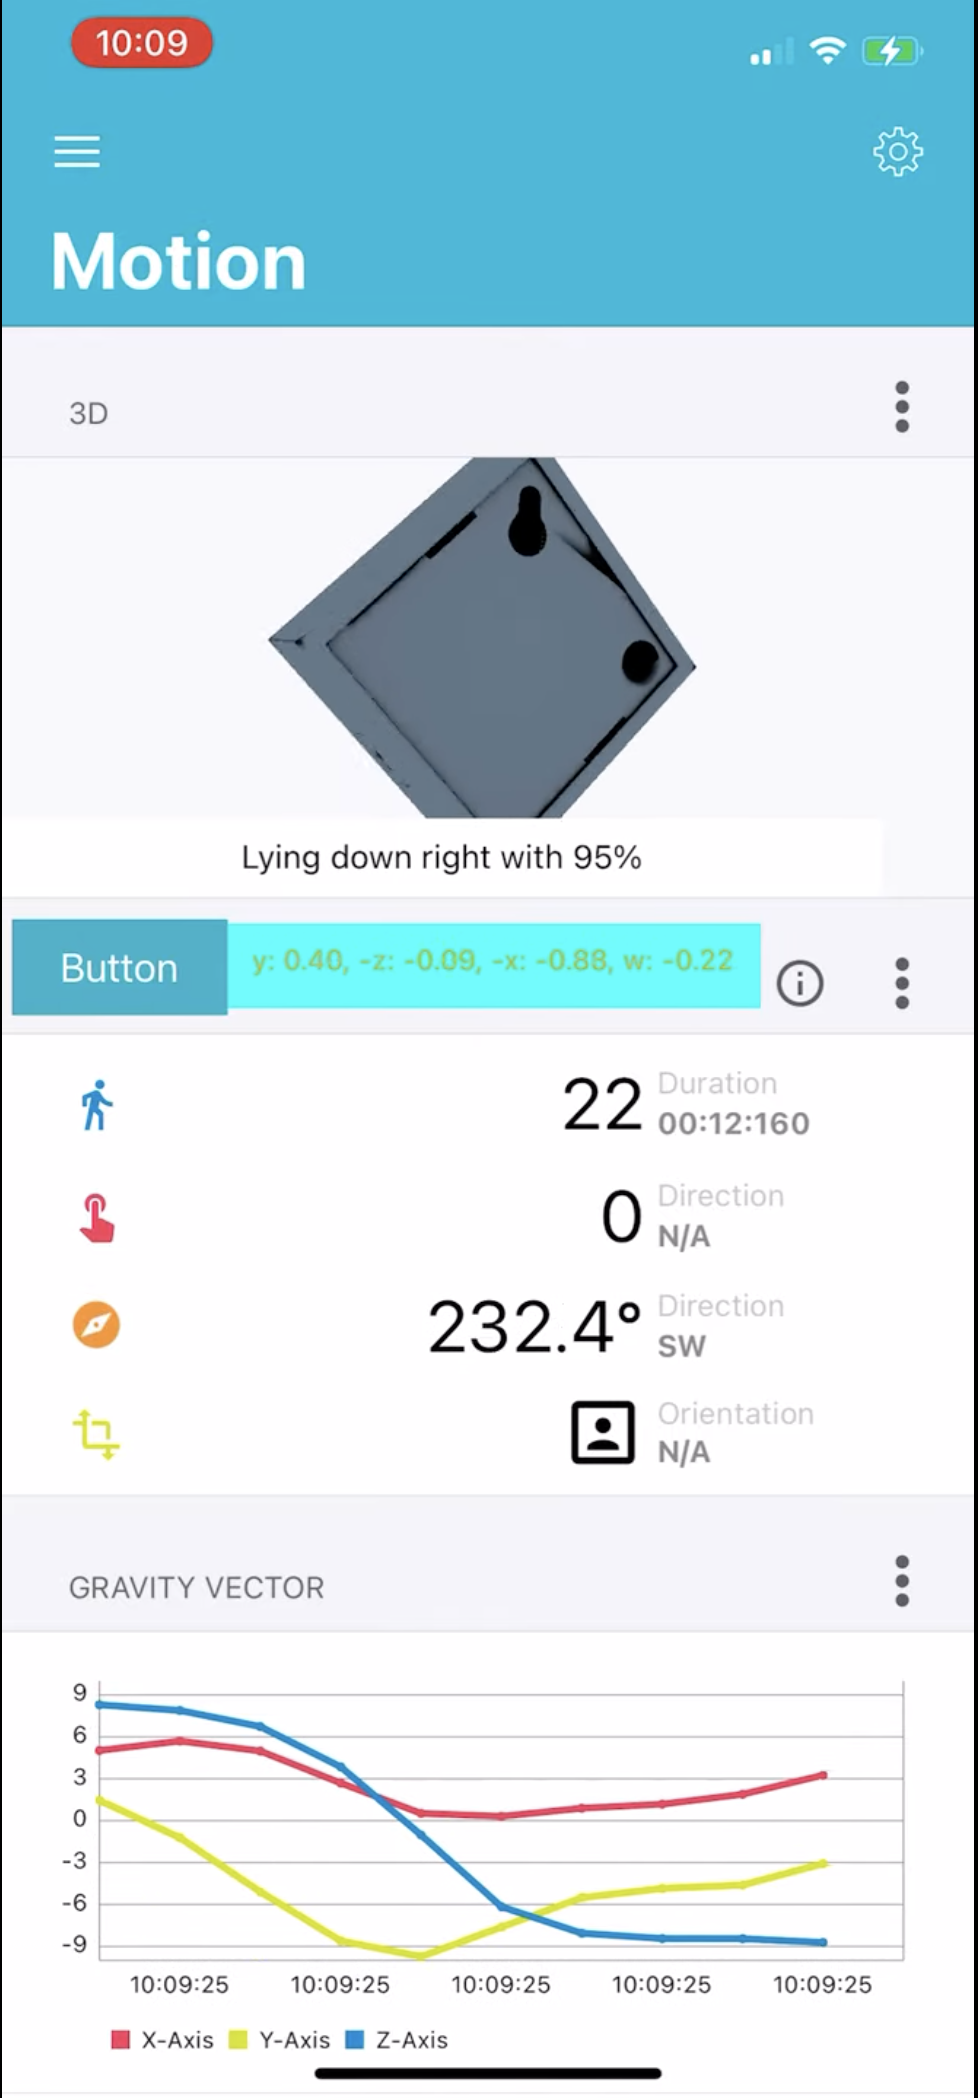 10:09
Motion
3D
Lying down right with 95%
Button
y: 0.40, -z: -0.09, -x: -0.88, w: -0.22
22
Duration
00:12:160
0
Direction
N/A
232.4°
Direction
SW
Orientation
N/A
GRAVITY VECTOR
9
6
3
0
-3
-6
-9
10:09:25 10:09:25 10:09:25 10:09:25 10:09:25
X-Axis Y-Axis Z-Axis